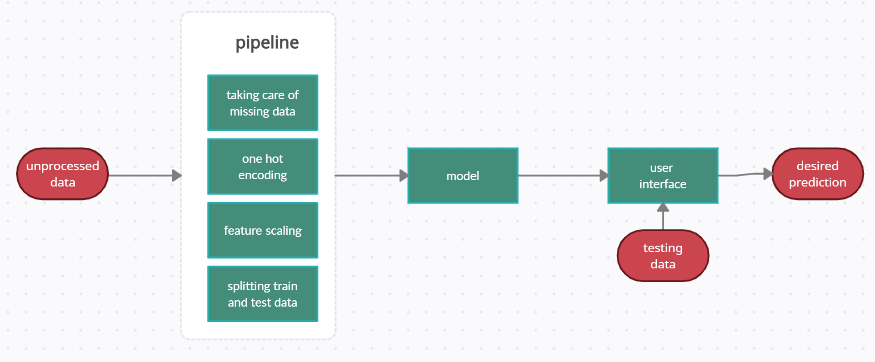 pipeline
taking care of
missing data
unprocessed
data
one hot
encoding
feature scaling
splitting train
and test data
model
user
interface
testing
data
desired
prediction